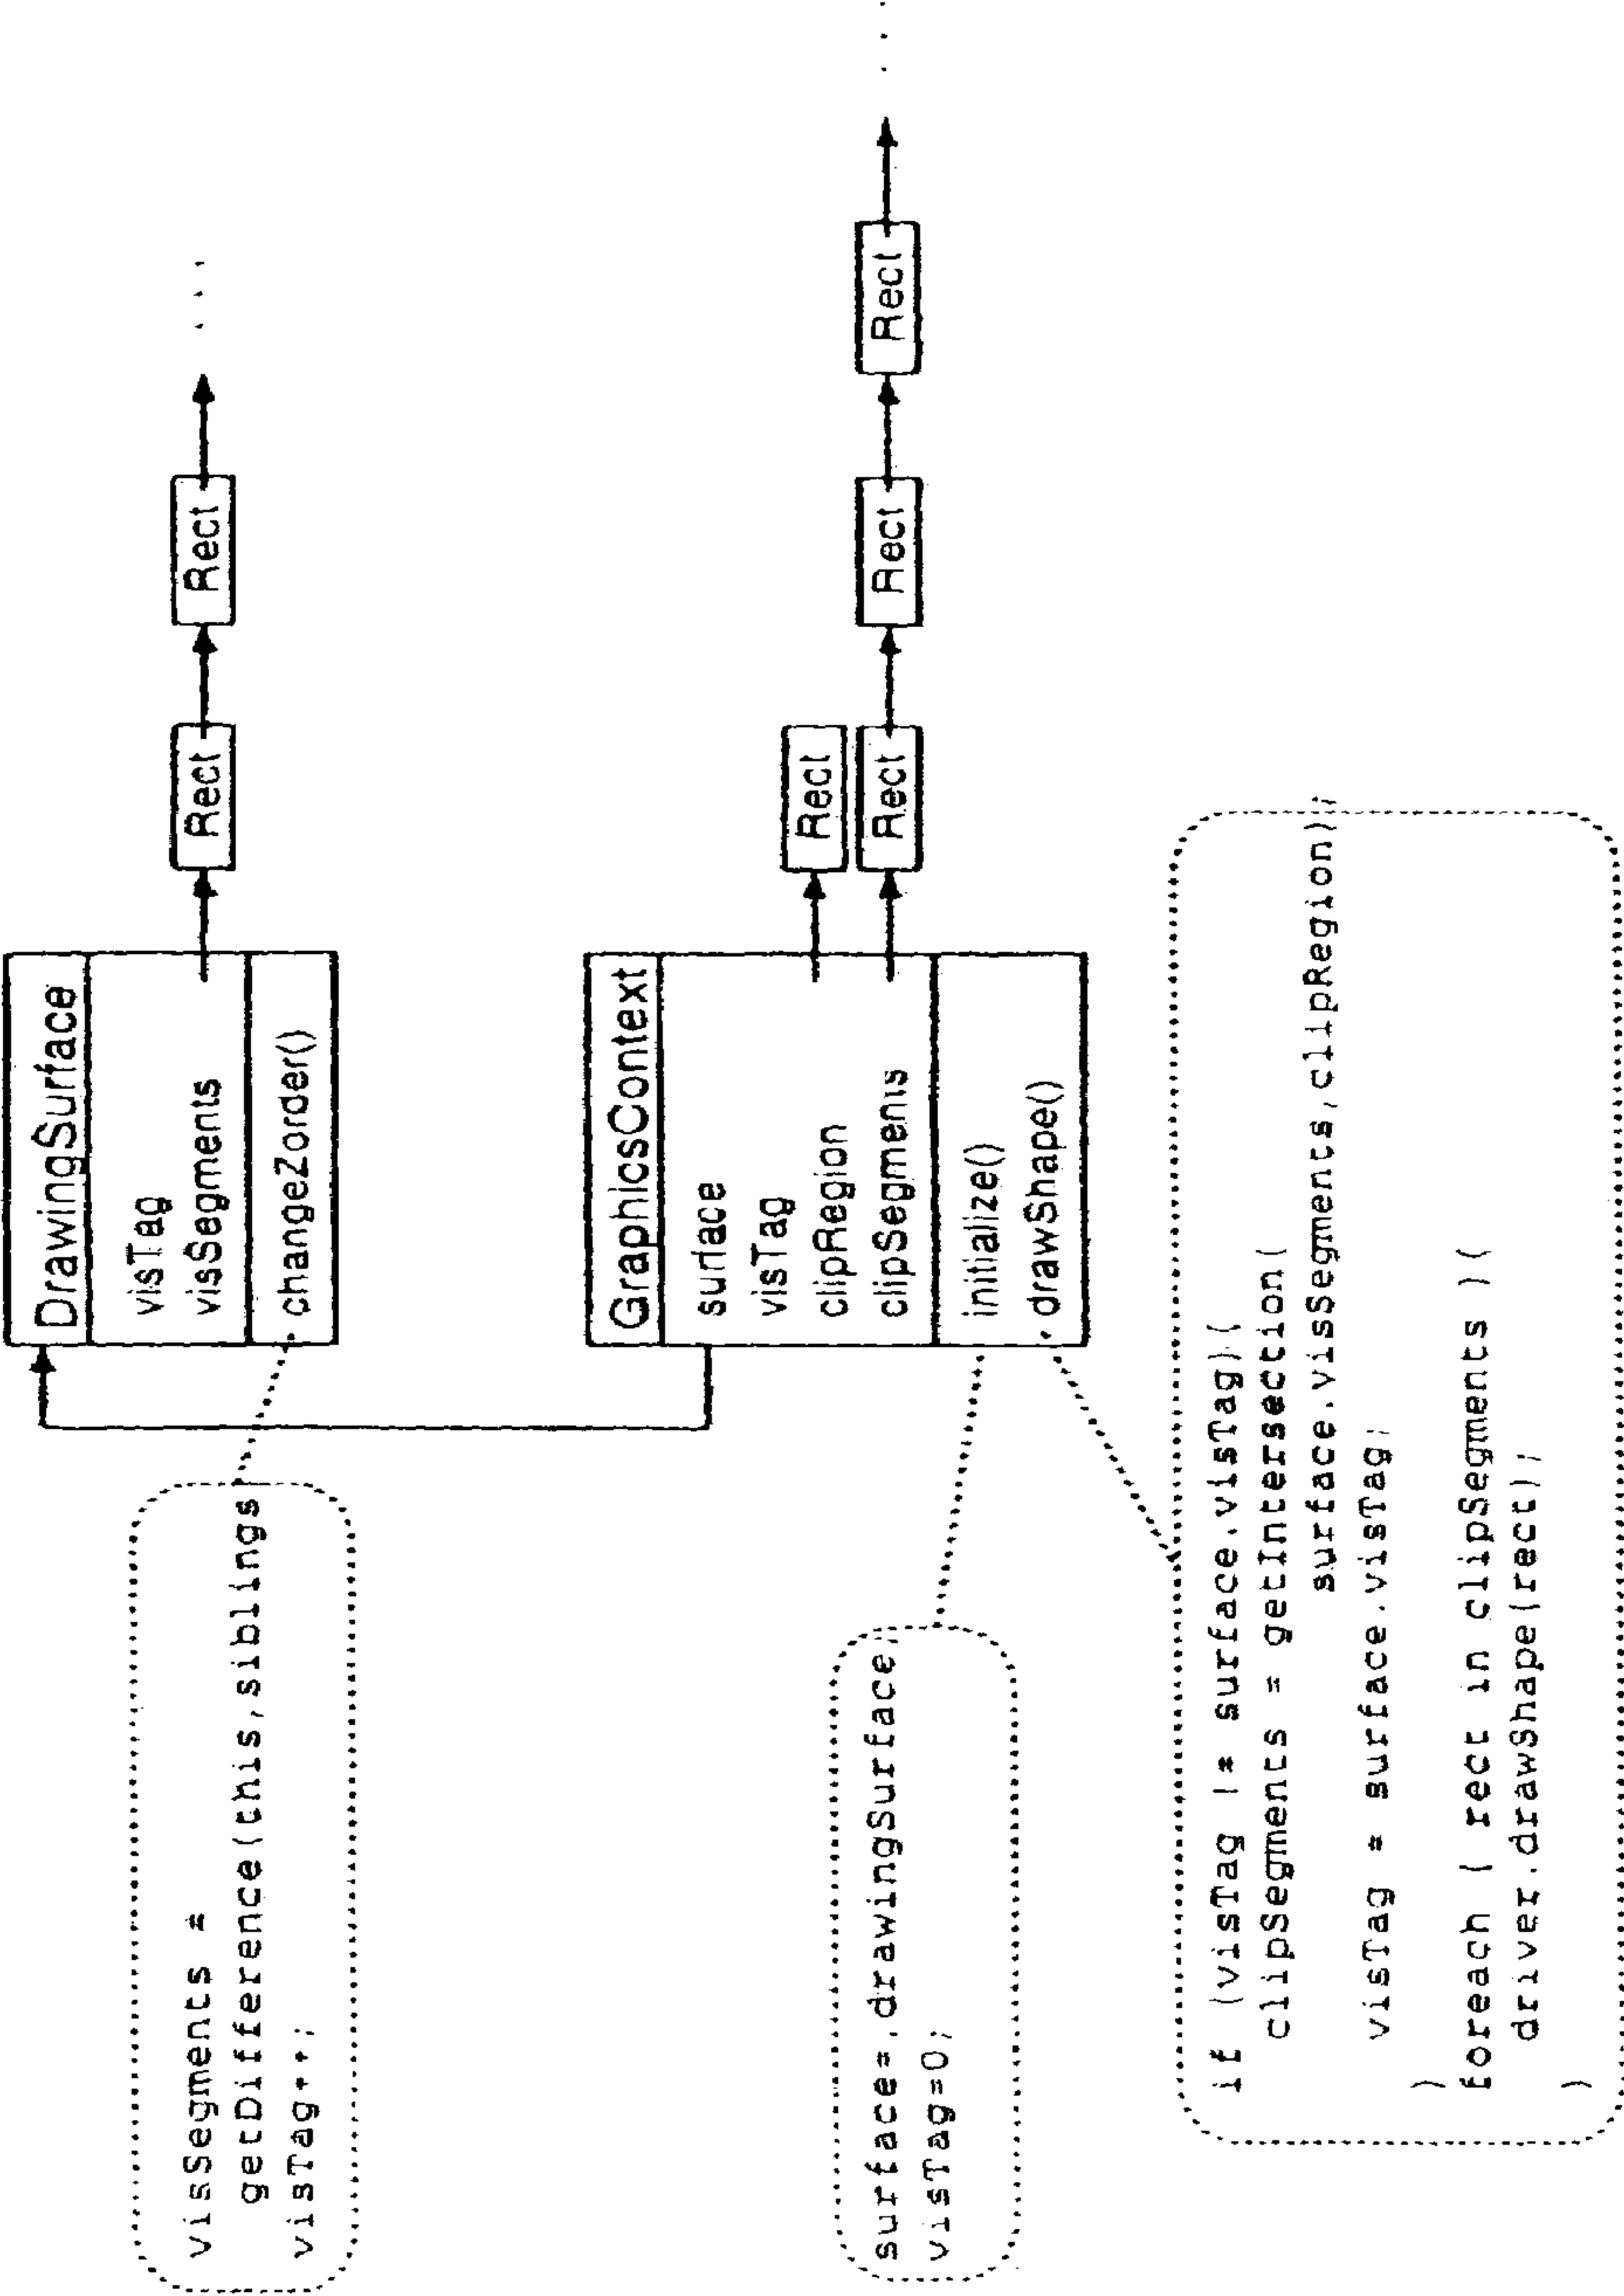 DrawingSurface
visTag
visSegments
changeZorder()
Rect
Rect
visSegments =
getDifference(this,siblings)
visTag++;
GraphicsContext
surface
visTag
clipRegion
clipSegments
initialize()
drawShape()
Rect
Rect
Rect
Rect
surface=.drawingSurface;
visTag=0;
if (visTag != surface.visTag){
clipSegments = getIntersection(
surface.visSegments,clipRegion);
visTag = surface.visTag;
}
foreach ( rect in clipSegments ){
driver.drawShape(rect);
}